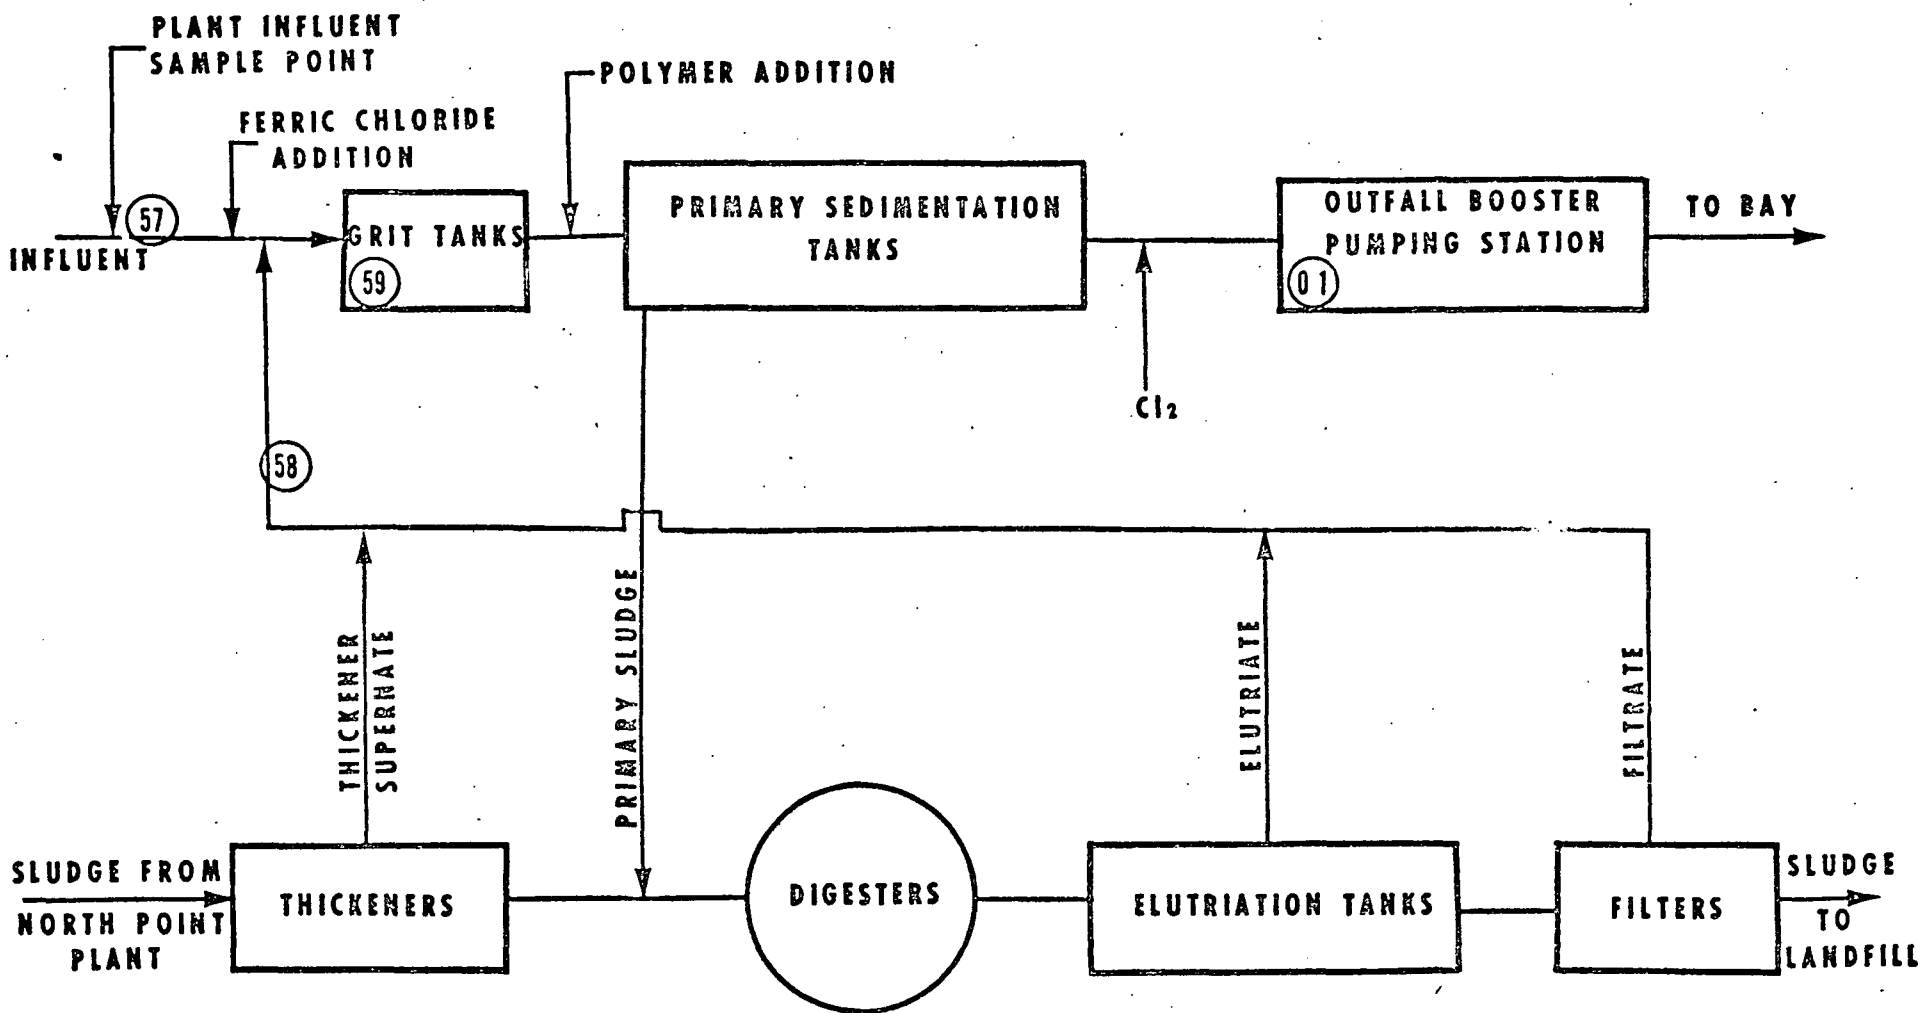 PLANT INFLUENT
SAMPLE POINT
POLYMER ADDITION
FERRIC CHLORIDE
ADDITION
57
INFLUENT
GRIT TANKS
59
PRIMARY SEDIMENTATION
TANKS
OUTFALL BOOSTER
PUMPING STATION
01
TO BAY
Cl₂
58
THICKENER
SUPERNATE
PRIMARY SLUDGE
ELUTRIATE
FILTRATE
SLUDGE FROM
NORTH POINT
PLANT
THICKENERS
DIGESTERS
ELUTRIATION TANKS
FILTERS
SLUDGE
TO
LANDFILL